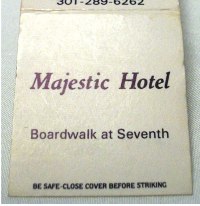 301-289-6262
Majestic Hotel
Boardwalk at Seventh
BE SAFE-CLOSE COVER BEFORE STRIKING